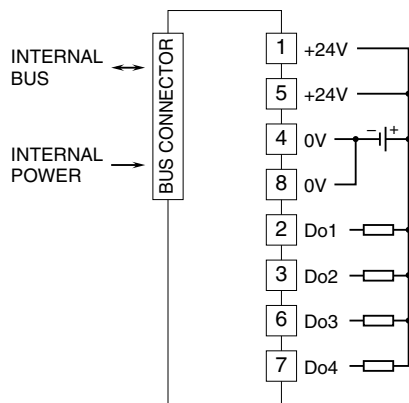 INTERNAL
BUS
INTERNAL
POWER
BUS CONNECTOR
1 +24V
5 +24V
4 0V − +
8 0V
2 Do1
3 Do2
6 Do3
7 Do4